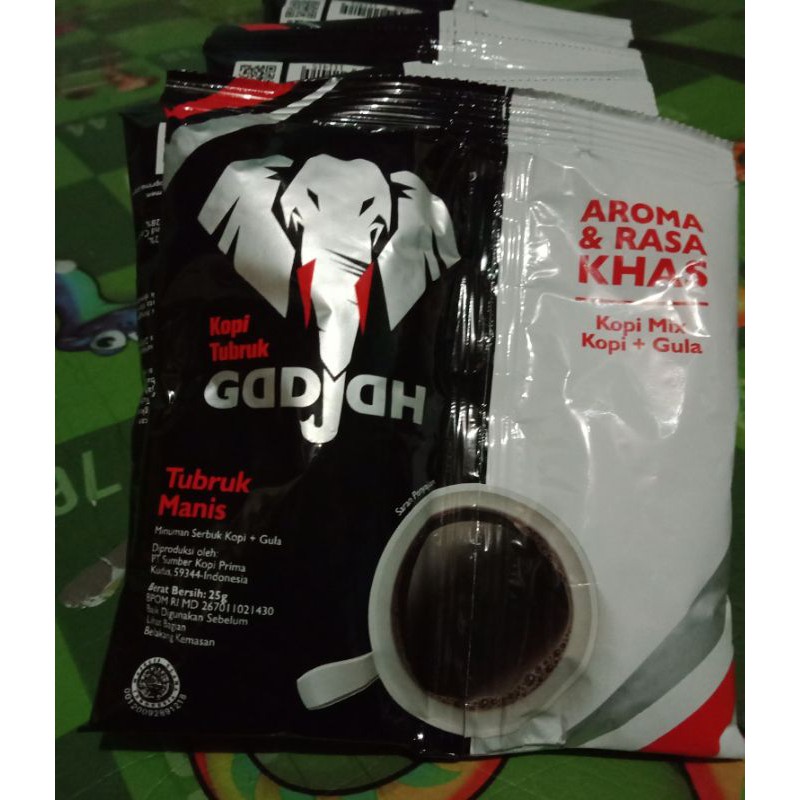 Kopi
Tubruk
GADJAH
Tubruk
Manis
Minuman Serbuk Kopi + Gula
Diproduksi oleh:
PT Sumber Kopi Prima
Kudus, 59344-Indonesia
Berat Bersih: 25g
BPOM RI MD 267011021430
Baik Digunakan Sebelum
Lihat Bagian
Belakang Kemasan
00120092891218
AROMA
& RASA
KHAS
Kopi Mix
Kopi + Gula
Saran Penyajian